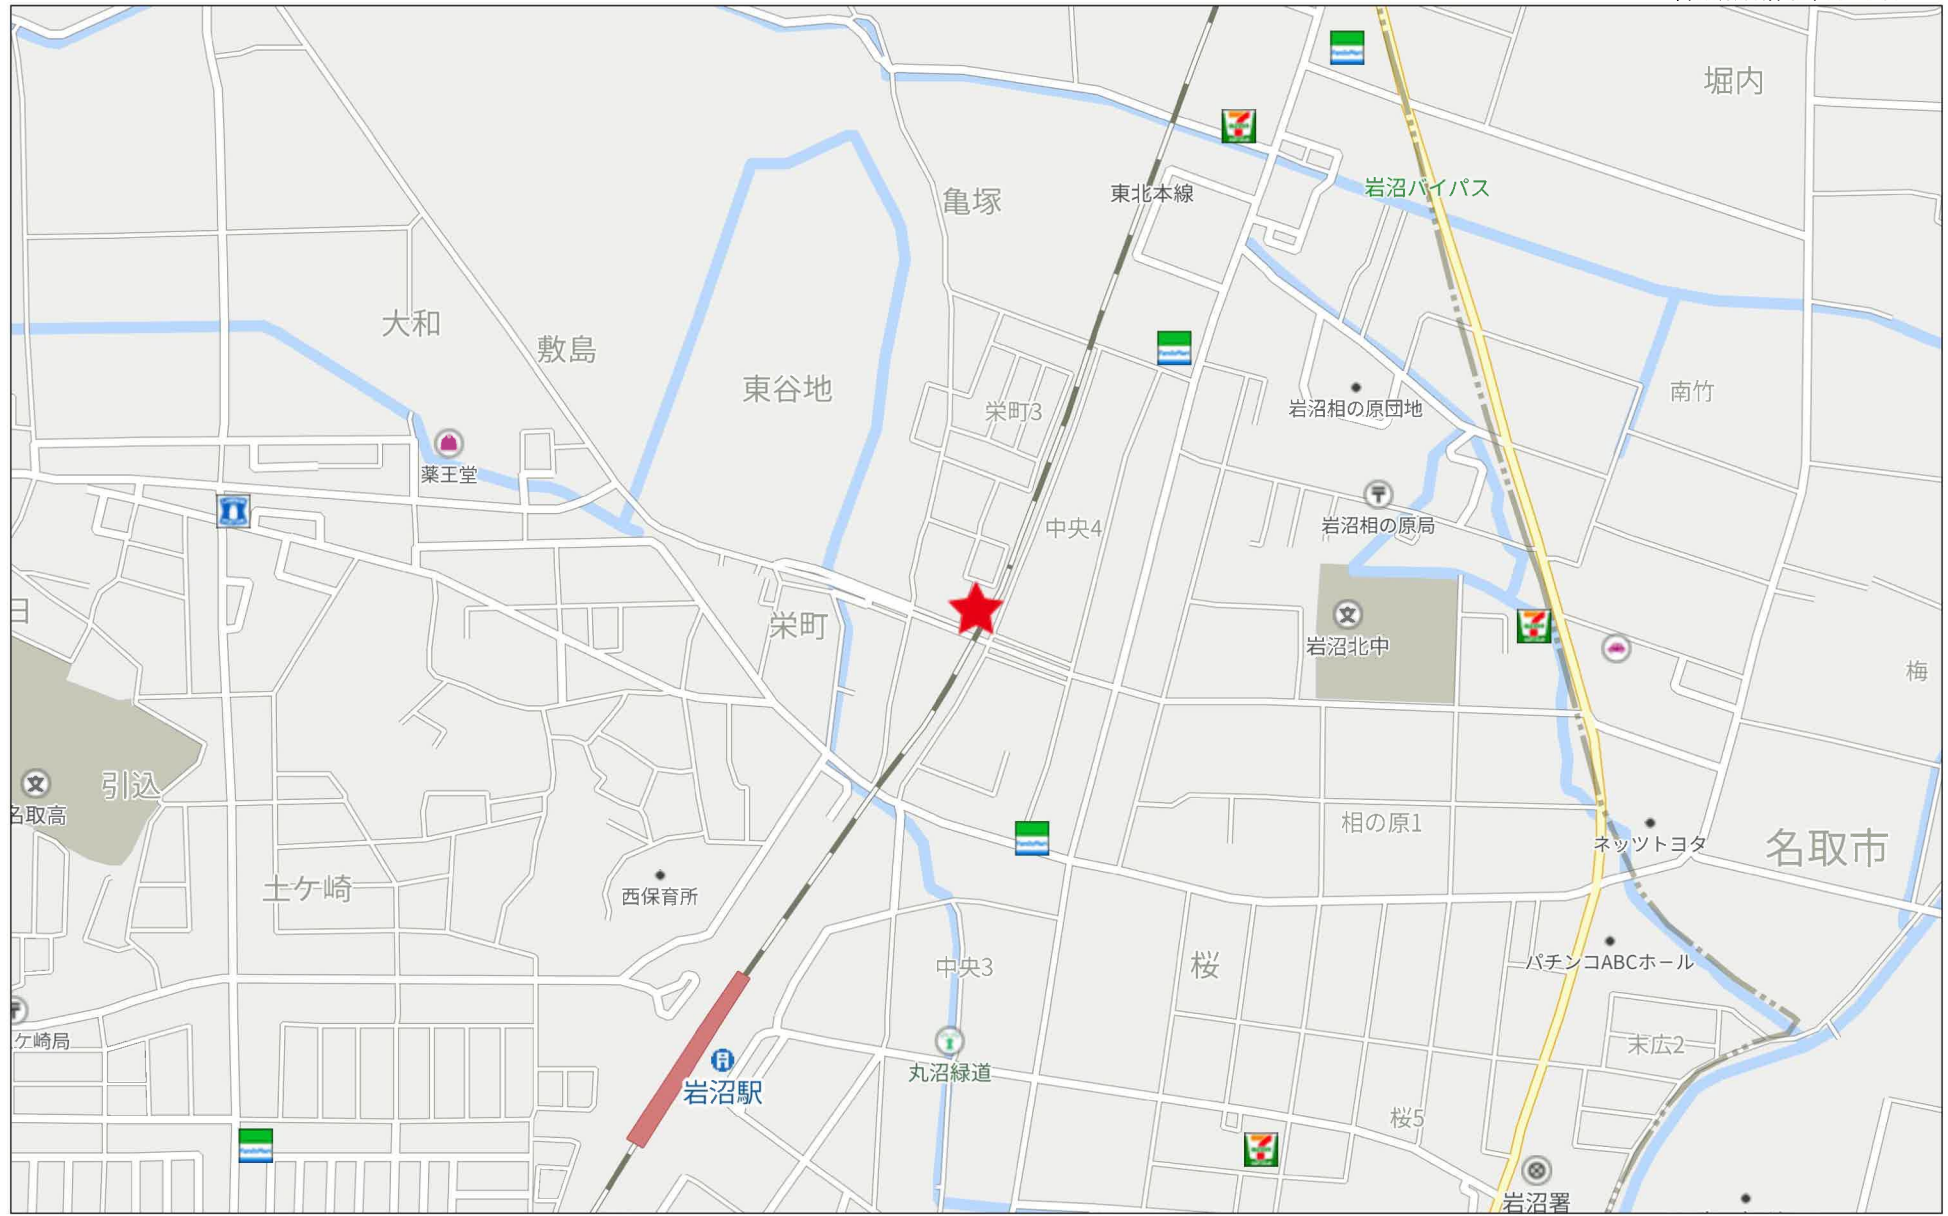 堀内
岩沼バイパス
東北本線
亀塚
大和
敷島
東谷地
栄町3
岩沼相の原団地
南竹
薬王堂
岩沼相の原局
中央4
日
栄町
岩沼北中
梅
引込
名取高
相の原1
ネッツトヨタ
名取市
土ケ崎
西保育所
中央3
桜
パチンコABCホール
ケ崎局
末広2
丸沼緑道
岩沼駅
桜5
岩沼署